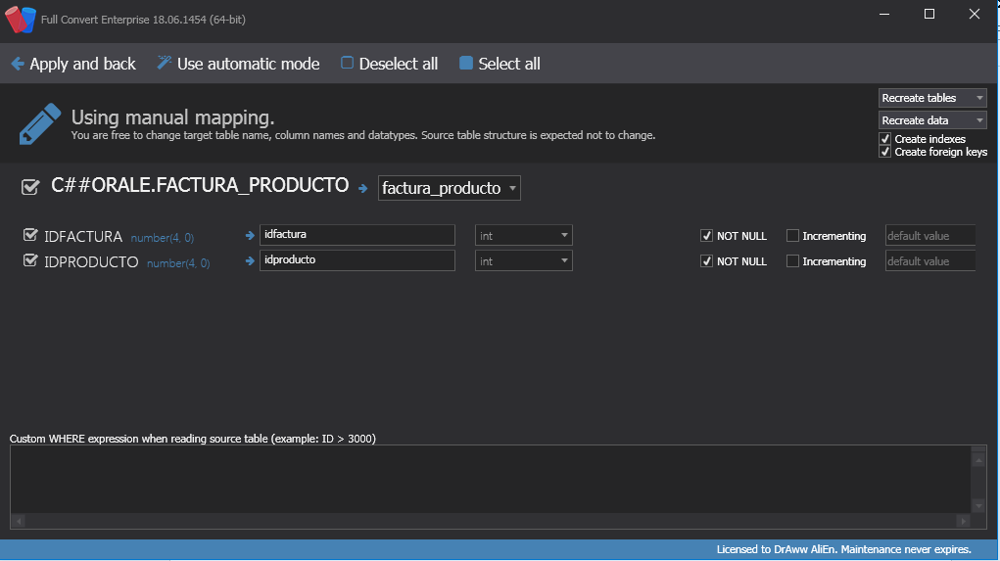 Full Convert Enterprise 18.06.1454 (64-bit)
Apply and back Use automatic mode Deselect all Select all
Using manual mapping.
You are free to change target table name, column names and datatypes. Source table structure is expected not to change.
Recreate tables
Recreate data
Create indexes
Create foreign keys
C##ORALE.FACTURA_PRODUCTO factura_producto
IDFACTURA number(4, 0) idfactura int NOT NULL Incrementing default value
IDPRODUCTO number(4, 0) idproducto int NOT NULL Incrementing default value
Custom WHERE expression when reading source table (example: ID > 3000)
Licensed to DrAww AliEn. Maintenance never expires.